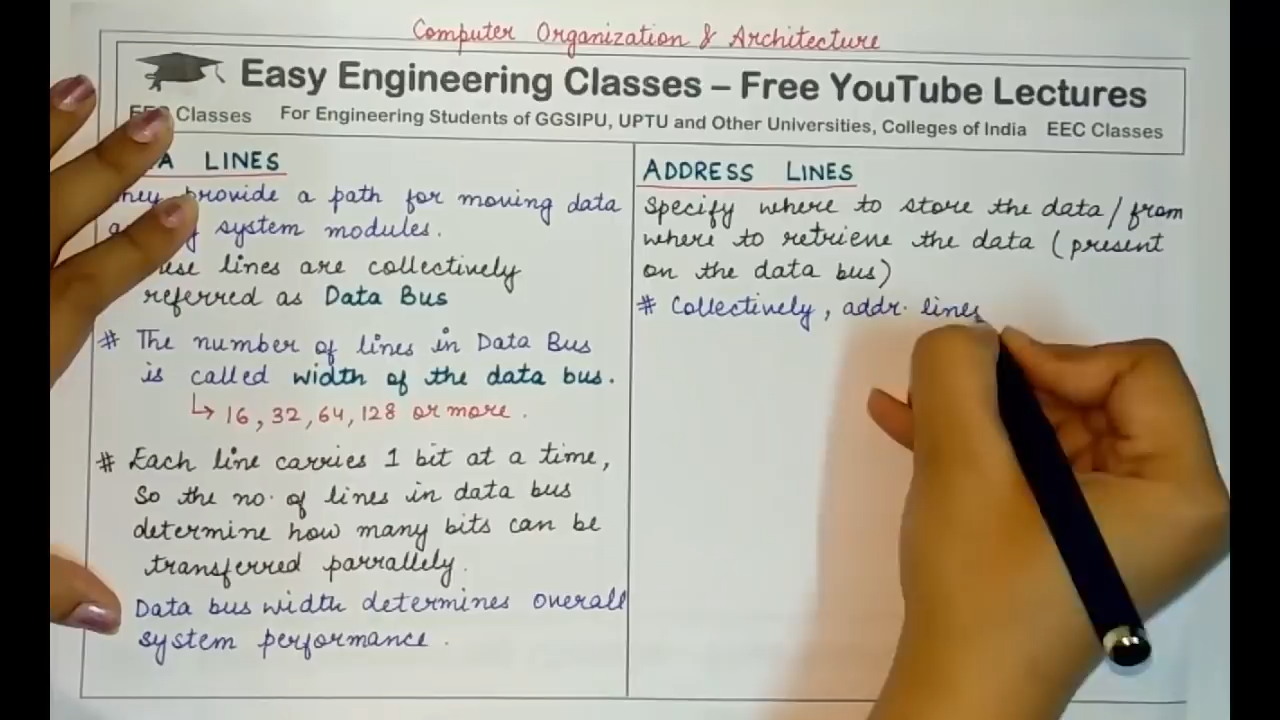 Computer Organization & Architecture
Easy Engineering Classes – Free YouTube Lectures
Classes For Engineering Students of GGSIPU, UPTU and Other Universities, Colleges of India EEC Classes
LINES
provide a path for moving data
system modules.
lines are collectively
referred as Data Bus
# The number of lines in Data Bus
is called width of the data bus.
↳ 16, 32, 64, 128 or more.
# Each line carries 1 bit at a time,
So the no. of lines in data bus
determine how many bits can be
transferred parrallely.
Data bus width determines overall
system performance.
ADDRESS LINES
Specify where to store the data / from
where to retrieve the data (present
on the data bus)
# Collectively, addr. lines